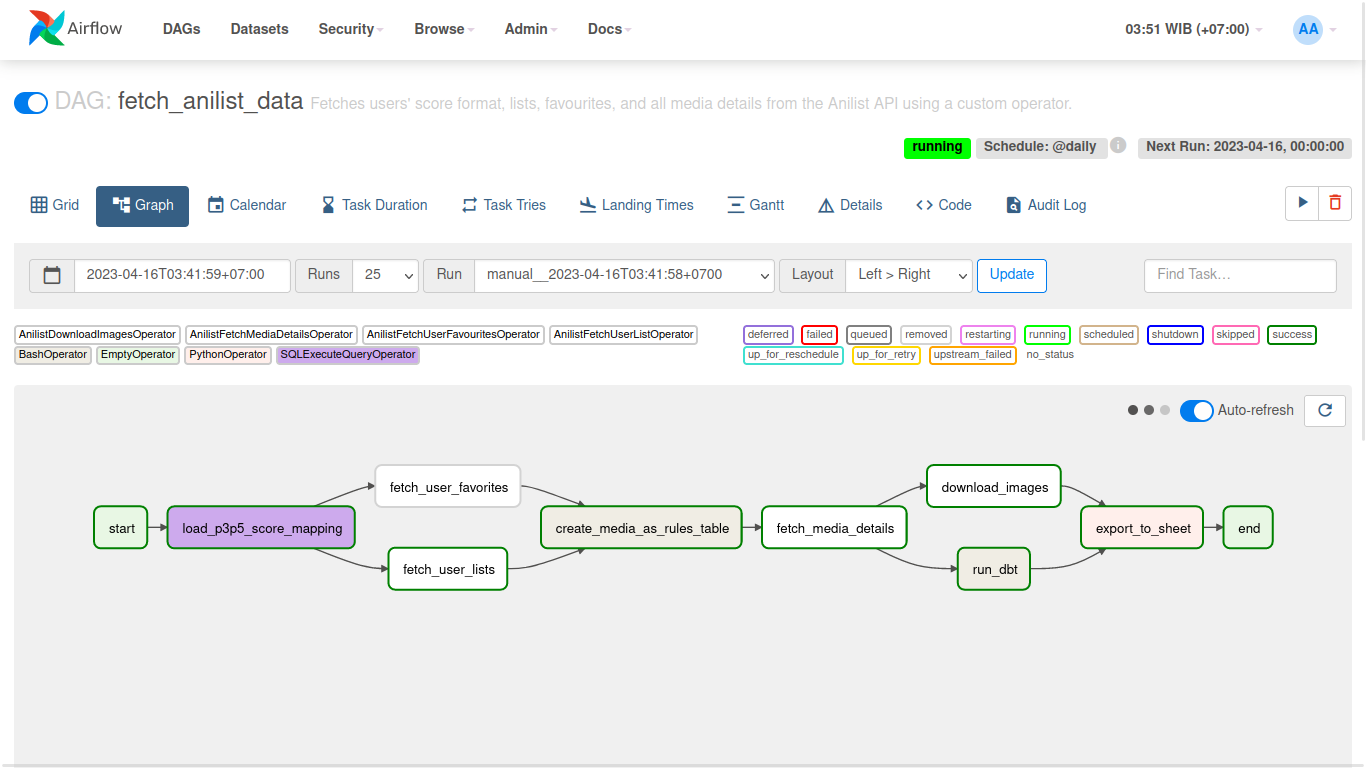 Airflow DAGs Datasets Security Browse Admin Docs 03:51 WIB (+07:00) AA
DAG: fetch_anilist_data Fetches users' score format, lists, favourites, and all media details from the Anilist API using a custom operator.
running Schedule: @daily i Next Run: 2023-04-16, 00:00:00
Grid Graph Calendar Task Duration Task Tries Landing Times Gantt Details Code Audit Log
2023-04-16T03:41:59+07:00 Runs 25 Run manual__2023-04-16T03:41:58+0700 Layout Left > Right Update Find Task...
AnilistDownloadImagesOperator AnilistFetchMediaDetailsOperator AnilistFetchUserFavouritesOperator AnilistFetchUserListOperator deferred failed queued removed restarting running scheduled shutdown skipped success
BashOperator EmptyOperator PythonOperator SQLExecuteQueryOperator up_for_reschedule up_for_retry upstream_failed no_status
Auto-refresh
fetch_user_favorites download_images
start load_p3p5_score_mapping create_media_as_rules_table fetch_media_details export_to_sheet end
fetch_user_lists run_dbt